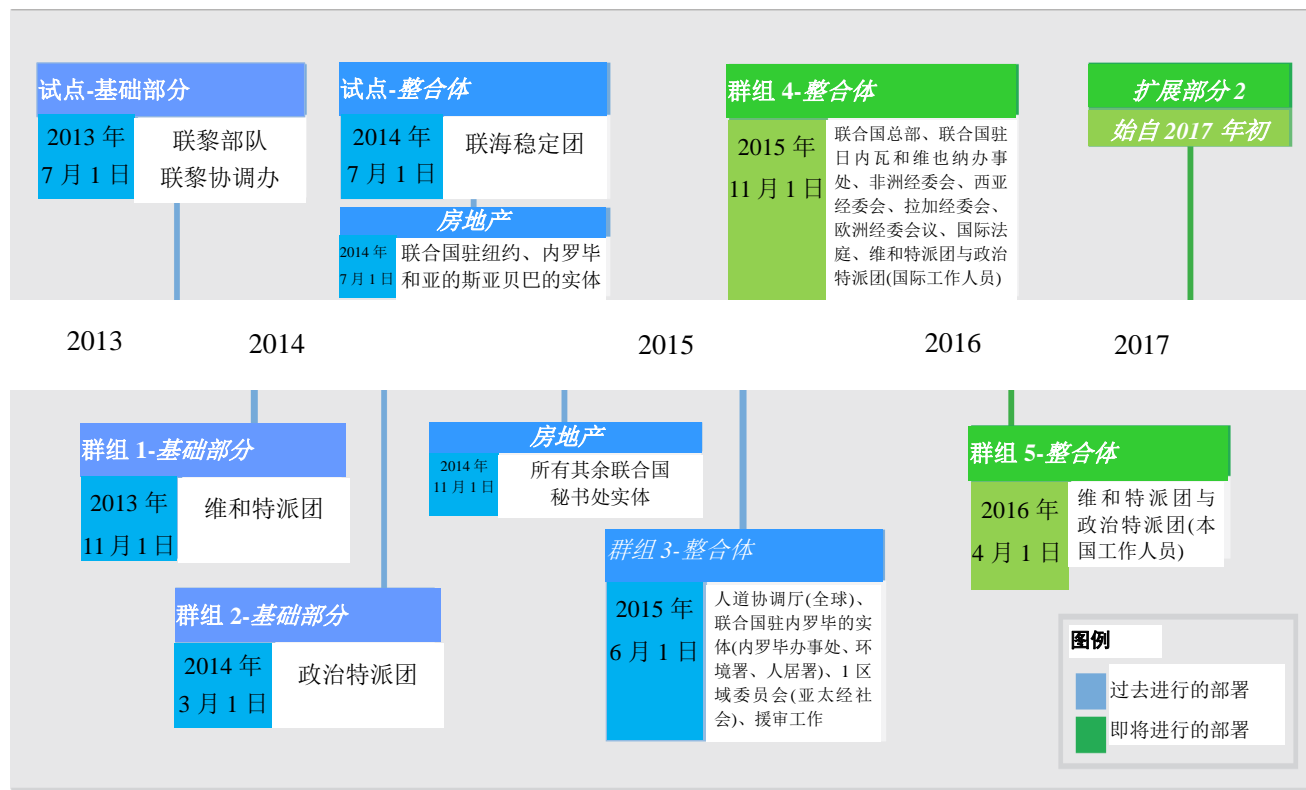 试点-基础部分
2013 年
7 月 1 日
联黎部队
联黎协调办
试点-整合体
2014 年
7 月 1 日
联海稳定团
房地产
2014 年
7 月 1 日
联合国驻纽约、内罗毕
和亚的斯亚贝巴的实体
群组 4-整合体
2015 年
11 月 1 日
联合国总部、联合国驻
日内瓦和维也纳办事
处、非洲经委会、西亚
经委会、拉加经委会、
欧洲经委会议、国际法
庭、维和特派团与政治
特派团(国际工作人员)
扩展部分 2
始自 2017 年初
2013
2014
2015
2016
2017
群组 1-基础部分
2013 年
11 月 1 日
维和特派团
群组 2-基础部分
2014 年
3 月 1 日
政治特派团
房地产
2014 年
11 月 1 日
所有其余联合国
秘书处实体
群组 3-整合体
2015 年
6 月 1 日
人道协调厅(全球)、
联合国驻内罗毕的实
体(内罗毕办事处、环
境署、人居署)、1 区
域委员会(亚太经社
会)、援审工作
群组 5-整合体
2016 年
4 月 1 日
维和特派团与
政治特派团(本
国工作人员)
图例
过去进行的部署
即将进行的部署